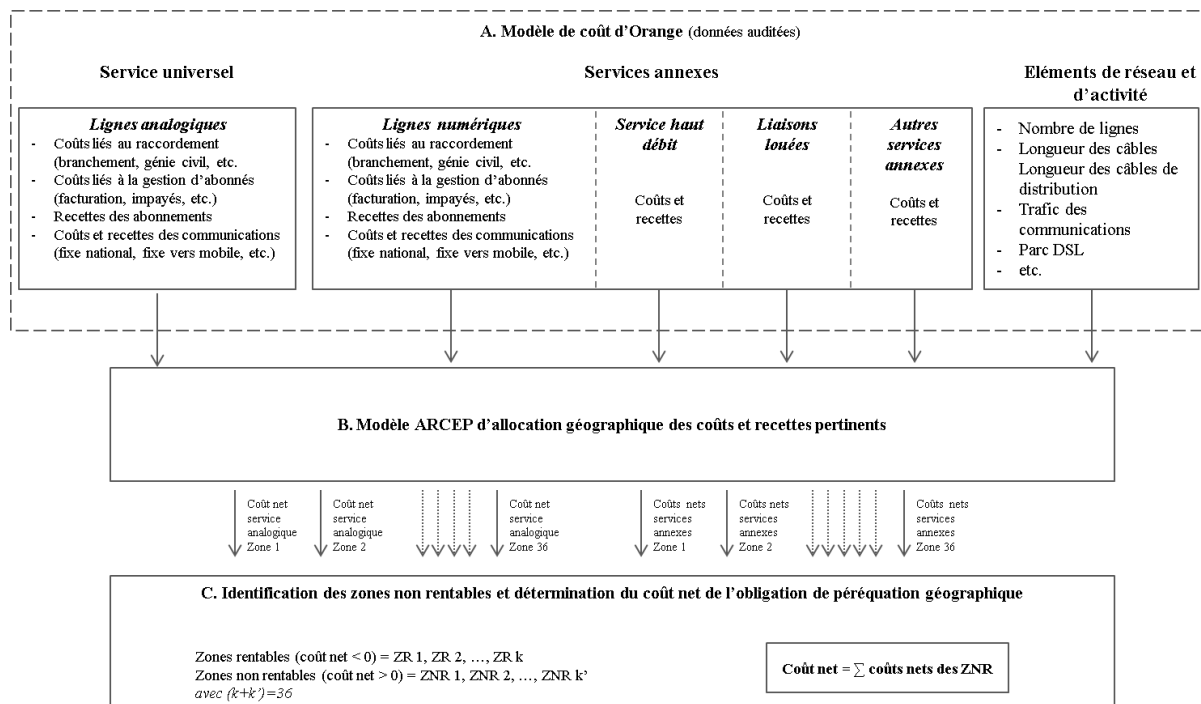 A. Modèle de coût d'Orange (données auditées)
Service universel
Services annexes
Eléments de réseau et
d'activité
Lignes analogiques
- Coûts liés au raccordement
(branchement, génie civil, etc.
- Coûts liés à la gestion d'abonnés
(facturation, impayés, etc.)
- Recettes des abonnements
- Coûts et recettes des communications
(fixe national, fixe vers mobile, etc.)
Lignes numériques
- Coûts liés au raccordement
(branchement, génie civil, etc.
- Coûts liés à la gestion d'abonnés
(facturation, impayés, etc.)
- Recettes des abonnements
- Coûts et recettes des communications
(fixe national, fixe vers mobile, etc.)
Service haut
débit
Coûts et
recettes
Liaisons
louées
Coûts et
recettes
Autres
services
annexes
Coûts et
recettes
- Nombre de lignes
- Longueur des câbles
Longueur des câbles de
distribution
- Trafic des
communications
- Parc DSL
- etc.
B. Modèle ARCEP d'allocation géographique des coûts et recettes pertinents
Coût net
service
analogique
Zone 1
Coût net
service
analogique
Zone 2
Coût net
service
analogique
Zone 36
Coûts nets
services
annexes
Zone 1
Coûts nets
services
annexes
Zone 2
Coûts nets
services
annexes
Zone 36
C. Identification des zones non rentables et détermination du coût net de l'obligation de péréquation géographique
Zones rentables (coût net < 0) = ZR 1, ZR 2, …, ZR k
Zones non rentables (coût net > 0) = ZNR 1, ZNR 2, …, ZNR k'
avec (k+k')=36
Coût net = ∑ coûts nets des ZNR